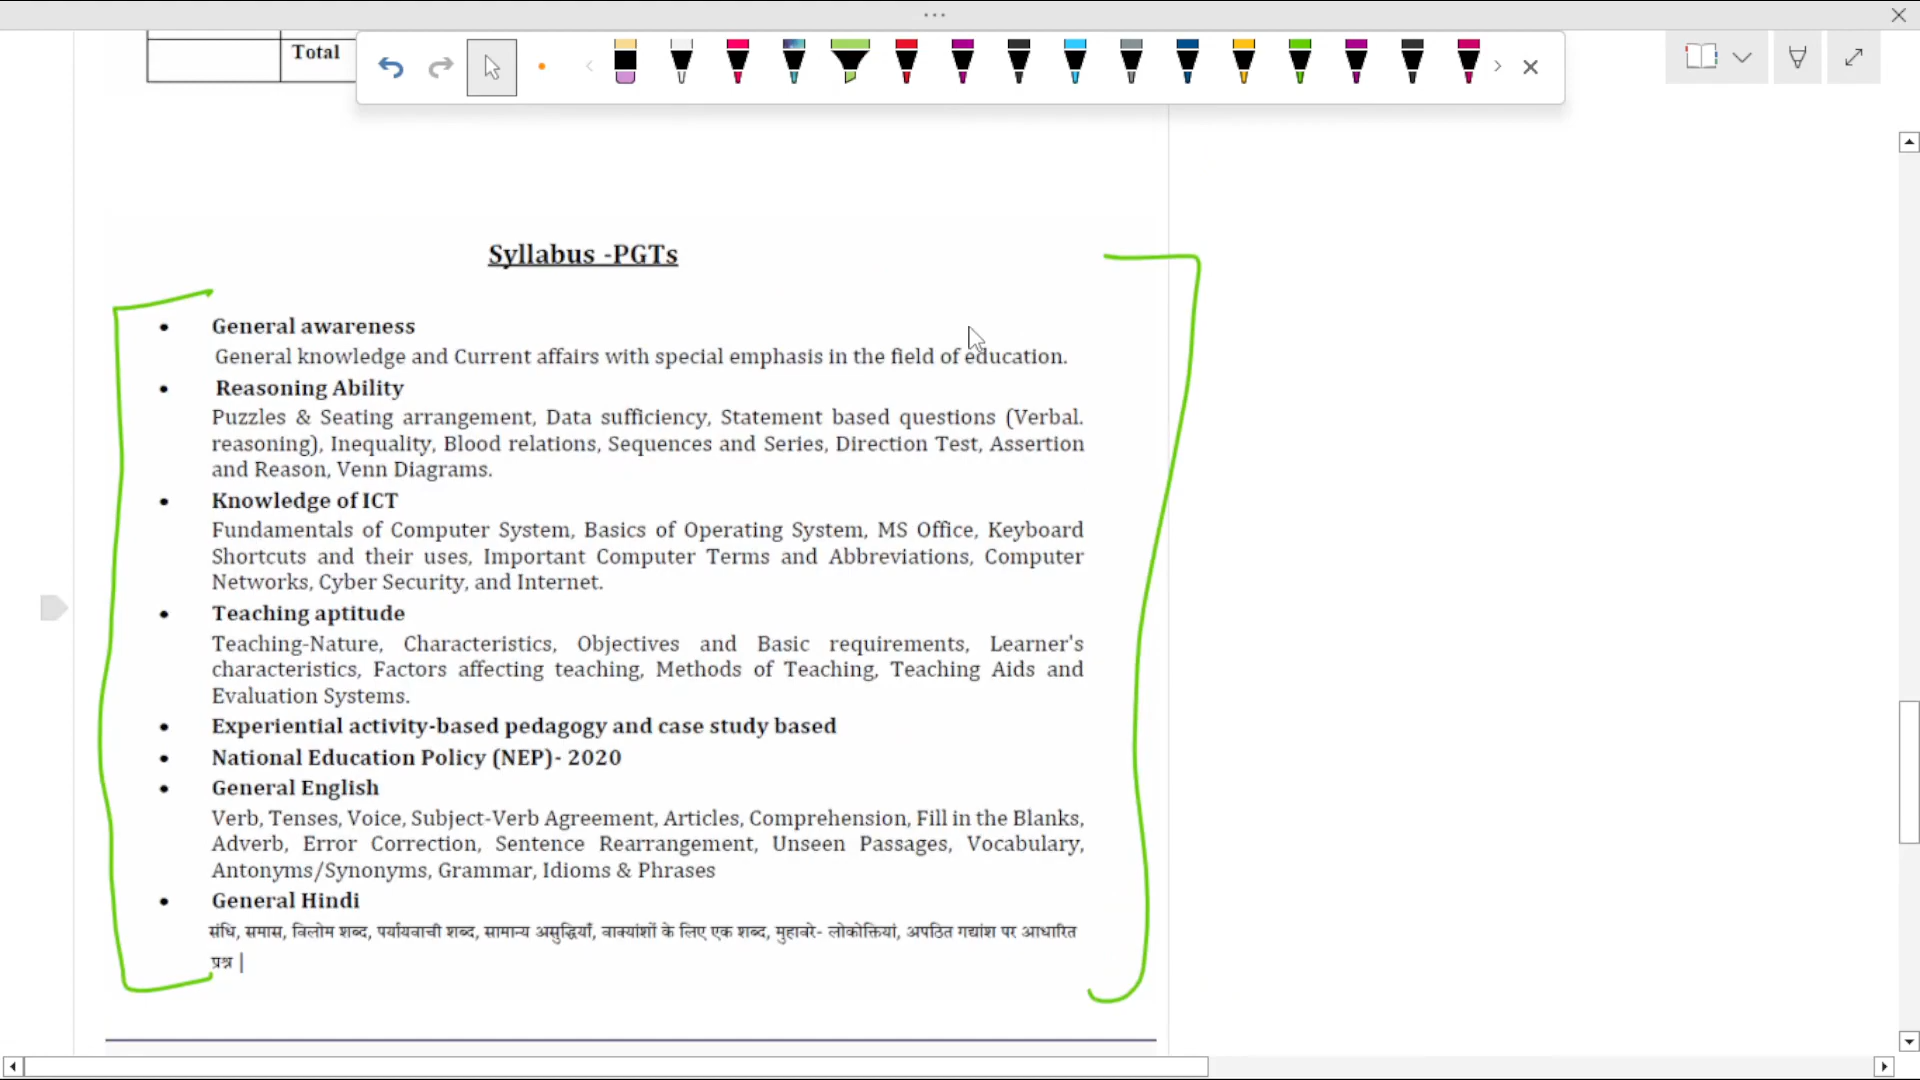 Total
Syllabus -PGTs
• General awareness
General knowledge and Current affairs with special emphasis in the field of education.
• Reasoning Ability
Puzzles & Seating arrangement, Data sufficiency, Statement based questions (Verbal.
reasoning), Inequality, Blood relations, Sequences and Series, Direction Test, Assertion
and Reason, Venn Diagrams.
• Knowledge of ICT
Fundamentals of Computer System, Basics of Operating System, MS Office, Keyboard
Shortcuts and their uses, Important Computer Terms and Abbreviations, Computer
Networks, Cyber Security, and Internet.
• Teaching aptitude
Teaching-Nature, Characteristics, Objectives and Basic requirements, Learner's
characteristics, Factors affecting teaching, Methods of Teaching, Teaching Aids and
Evaluation Systems.
• Experiential activity-based pedagogy and case study based
• National Education Policy (NEP)- 2020
• General English
Verb, Tenses, Voice, Subject-Verb Agreement, Articles, Comprehension, Fill in the Blanks,
Adverb, Error Correction, Sentence Rearrangement, Unseen Passages, Vocabulary,
Antonyms/Synonyms, Grammar, Idioms & Phrases
• General Hindi
संधि, समास, विलोम शब्द, पर्यायवाची शब्द, सामान्य असुद्धियाँ, वाक्यांशों के लिए एक शब्द, मुहावरे- लोकोक्तियां, अपठित गद्यांश पर आधारित
प्रश्न |